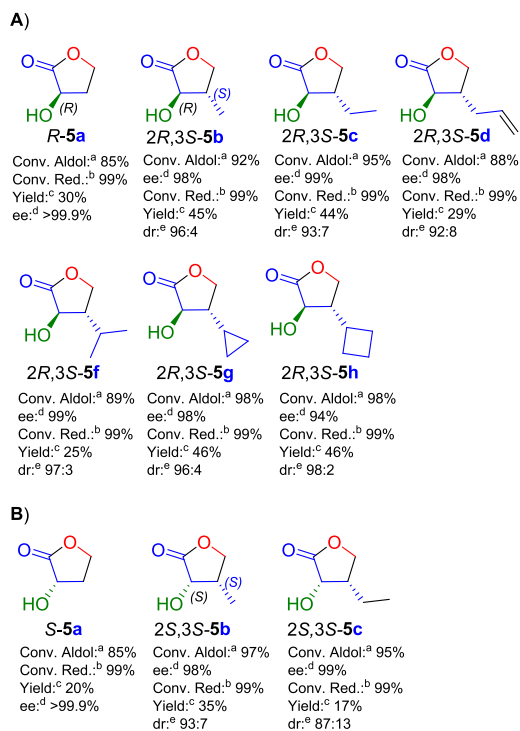 A)
O O HO (R)
R-5a
Conv. Aldol:a 85%
Conv. Red.:b 99%
Yield:c 30%
ee:d >99.9%
O O HO (R) (S)
2R,3S-5b
Conv. Aldol:a 92%
ee:d 98%
Conv. Red.:b 99%
Yield:c 45%
dr:e 96:4
O O HO
2R,3S-5c
Conv. Aldol:a 95%
ee:d 99%
Conv. Red.:b 99%
Yield:c 44%
dr:e 93:7
O O HO
2R,3S-5d
Conv. Aldol:a 88%
ee:d 98%
Conv. Red.:b 99%
Yield:c 29%
dr:e 92:8
O O HO
2R,3S-5f
Conv. Aldol:a 89%
ee:d 99%
Conv. Red.:b 99%
Yield:c 25%
dr:e 97:3
O O HO
2R,3S-5g
Conv. Aldol:a 98%
ee:d 98%
Conv. Red.:b 99%
Yield:c 46%
dr:e 96:4
O O HO
2R,3S-5h
Conv. Aldol:a 98%
ee:d 94%
Conv. Red.:b 99%
Yield:c 46%
dr:e 98:2
B)
O O HO
S-5a
Conv. Aldol:a 85%
Conv. Red.:b 99%
Yield:c 20%
ee:d >99.9%
O O HO (S) (S)
2S,3S-5b
Conv. Aldol:a 97%
ee:d 98%
Conv. Red:b 99%
Yield:c 35%
dr:e 93:7
O O HO
2S,3S-5c
Conv. Aldol:a 95%
ee:d 99%
Conv. Red.:b 99%
Yield:c 17%
dr:e 87:13